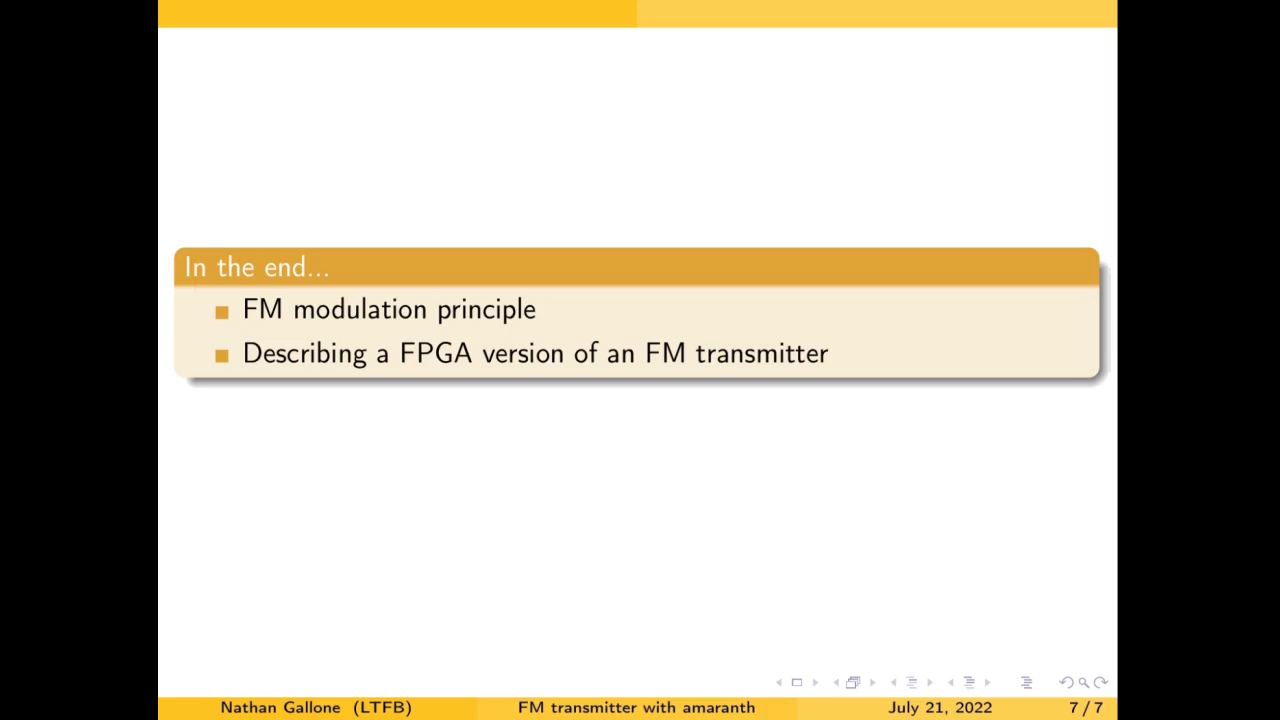 In the end...
FM modulation principle
Describing a FPGA version of an FM transmitter
Nathan Gallone (LTFB) FM transmitter with amaranth July 21, 2022 7 / 7